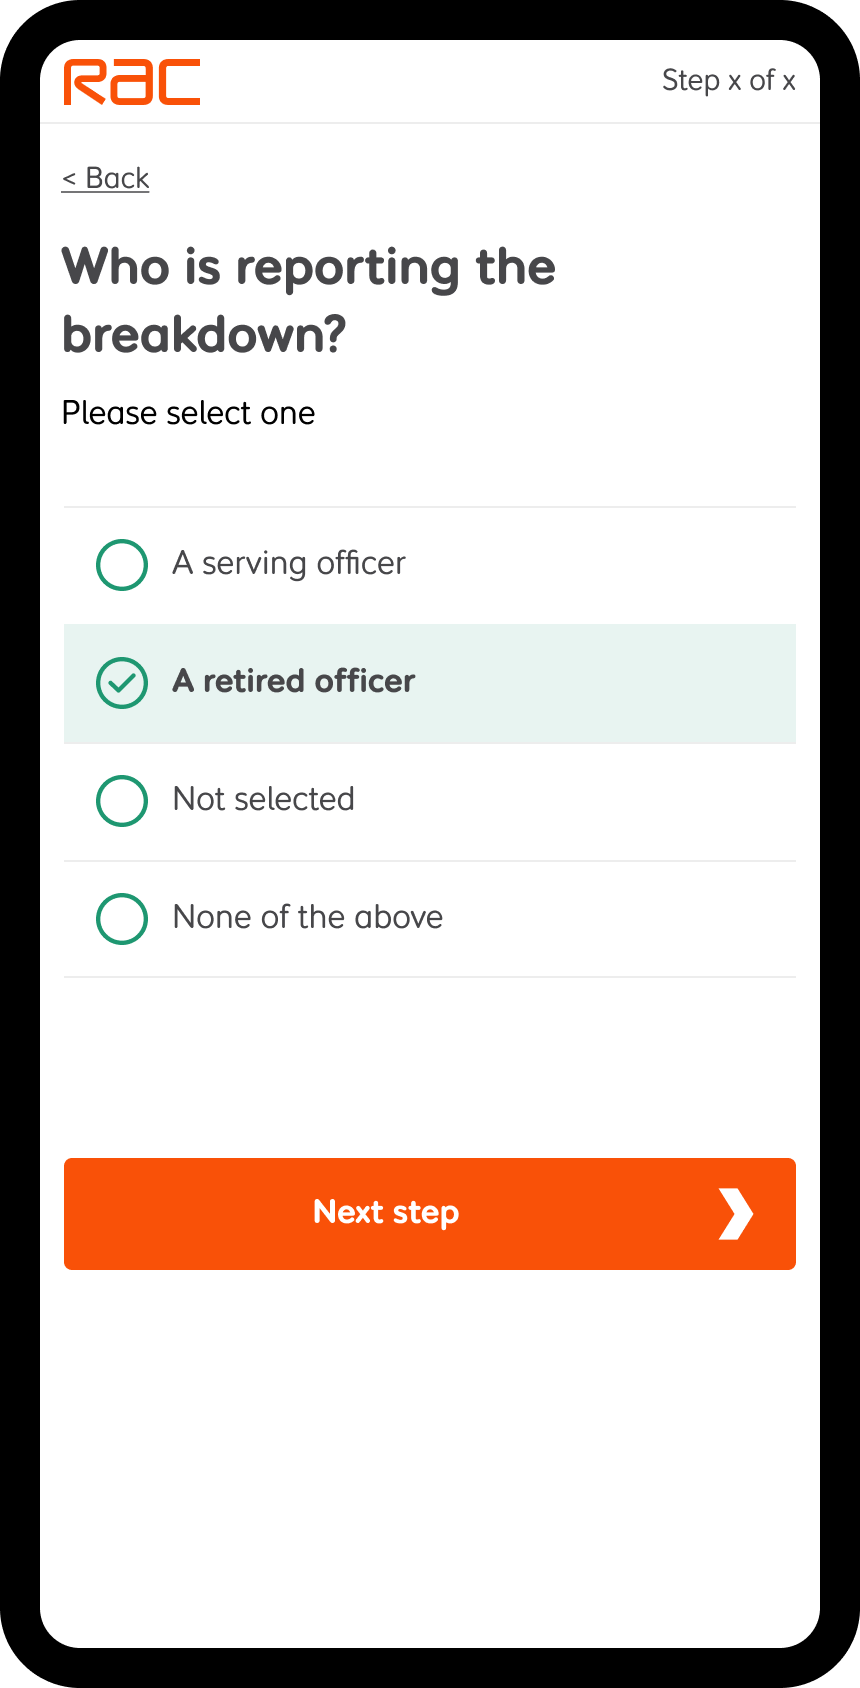 RAC
Step x of x
< Back
Who is reporting the
breakdown?
Please select one
A serving officer
A retired officer
Not selected
None of the above
Next step